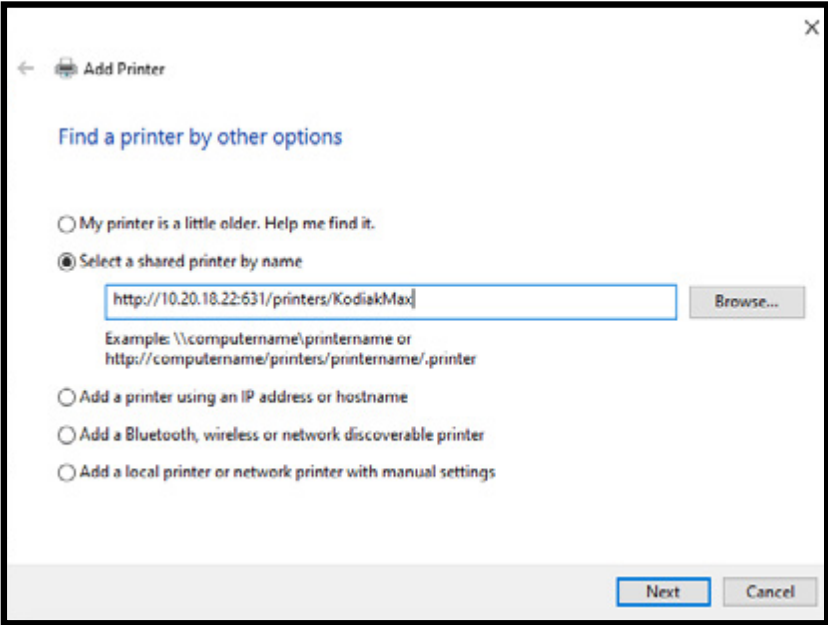 Add Printer
Find a printer by other options
My printer is a little older. Help me find it.
Select a shared printer by name
http://10.20.18.22:631/printers/KodiakMax
Browse...
Example: \\computername\printername or
http://computername/printers/printername/.printer
Add a printer using an IP address or hostname
Add a Bluetooth, wireless or network discoverable printer
Add a local printer or network printer with manual settings
Next
Cancel